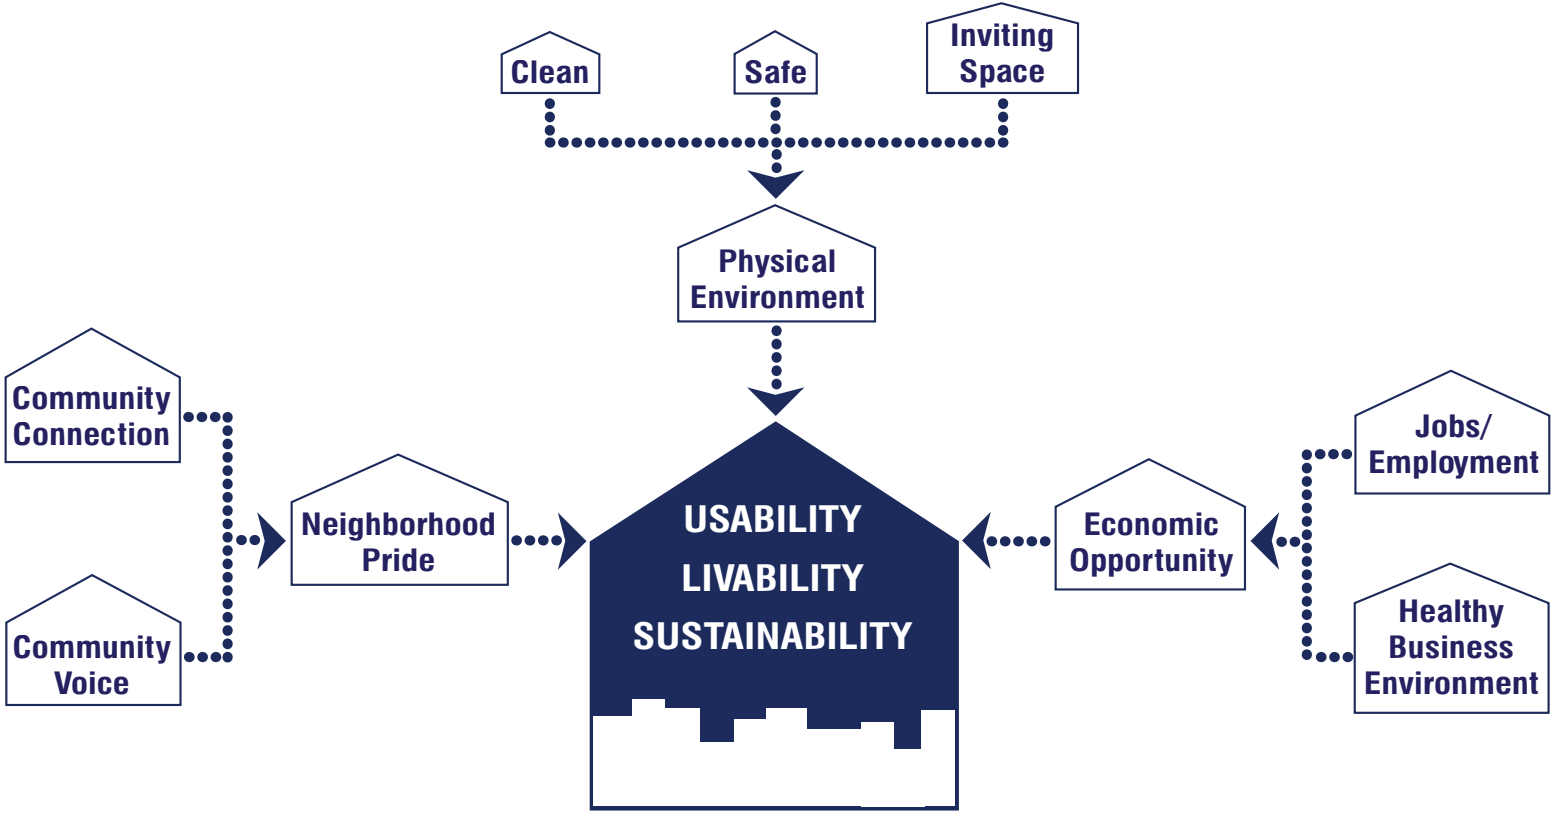 Clean
Safe
Inviting
Space
Physical
Environment
Community
Connection
Community
Voice
Neighborhood
Pride
USABILITY
LIVABILITY
SUSTAINABILITY
Economic
Opportunity
Jobs/
Employment
Healthy
Business
Environment